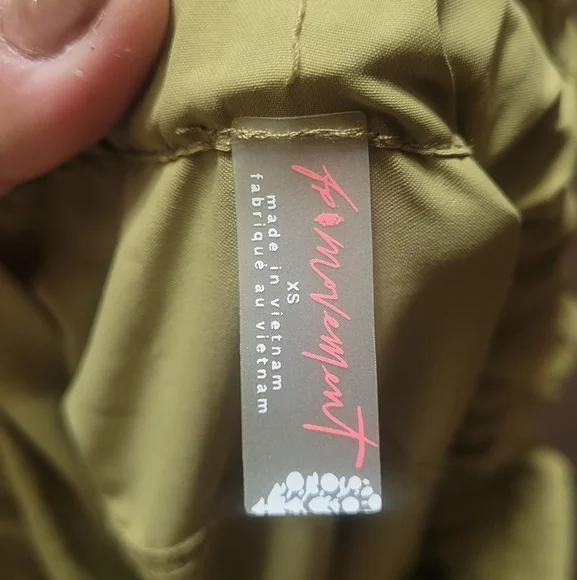 fp movement
XS
made in vietnam
fabriqué au vietnam